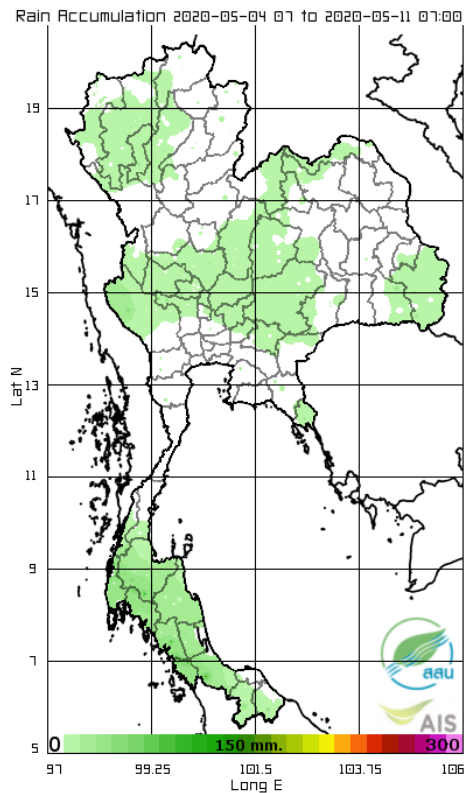 Rain Accumulation 2020-05-04 07 to 2020-05-11 07:00
19
17
15
13
11
9
7
5
Lat N
สสน
AIS
0 150 mm. 300
97 99.25 101.5 103.75 106
Long E